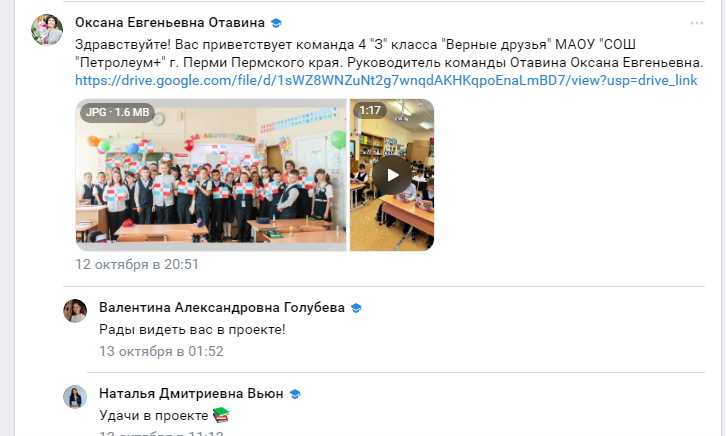 Оксана Евгеньевна Отавина
Здравствуйте! Вас приветствует команда 4 "З" класса "Верные друзья" МАОУ "СОШ
"Петролеум+" г. Перми Пермского края. Руководитель команды Отавина Оксана Евгеньевна.
https://drive.google.com/file/d/1sWZ8WNZuNt2g7wnqdAKHKqpoEnaLmBD7/view?usp=drive_link
JPG · 1.6 MB
1:17
12 октября в 20:51
Валентина Александровна Голубева
Рады видеть вас в проекте!
13 октября в 01:52
Наталья Дмитриевна Вьюн
Удачи в проекте